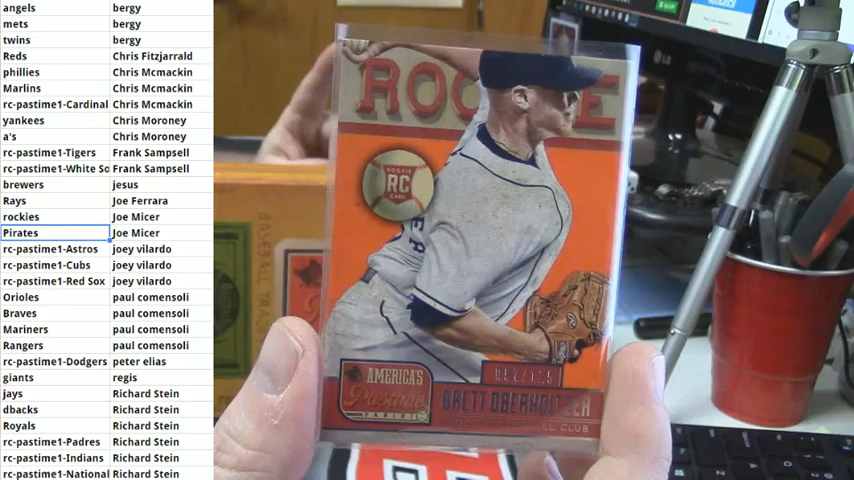 angels bergy
mets bergy
twins bergy
Reds Chris Fitzjarrald
phillies Chris Mcmackin
Marlins Chris Mcmackin
rc-pastime1-Cardinal Chris Mcmackin
yankees Chris Moroney
a's Chris Moroney
rc-pastime1-Tigers Frank Sampsell
rc-pastime1-White So Frank Sampsell
brewers jesus
Rays Joe Ferrara
rockies Joe Micer
Pirates Joe Micer
rc-pastime1-Astros joey vilardo
rc-pastime1-Cubs joey vilardo
rc-pastime1-Red Sox joey vilardo
Orioles paul comensoli
Braves paul comensoli
Mariners paul comensoli
Rangers paul comensoli
rc-pastime1-Dodgers peter elias
giants regis
jays Richard Stein
dbacks Richard Stein
Royals Richard Stein
rc-pastime1-Padres Richard Stein
rc-pastime1-Indians Richard Stein
rc-pastime1-National Richard Stein
ROOKIE
ROOKIE
RC
CARD
AMERICA'S
Pastime
PANINI
BRETT OBERHOLTZER
CLUB
LG